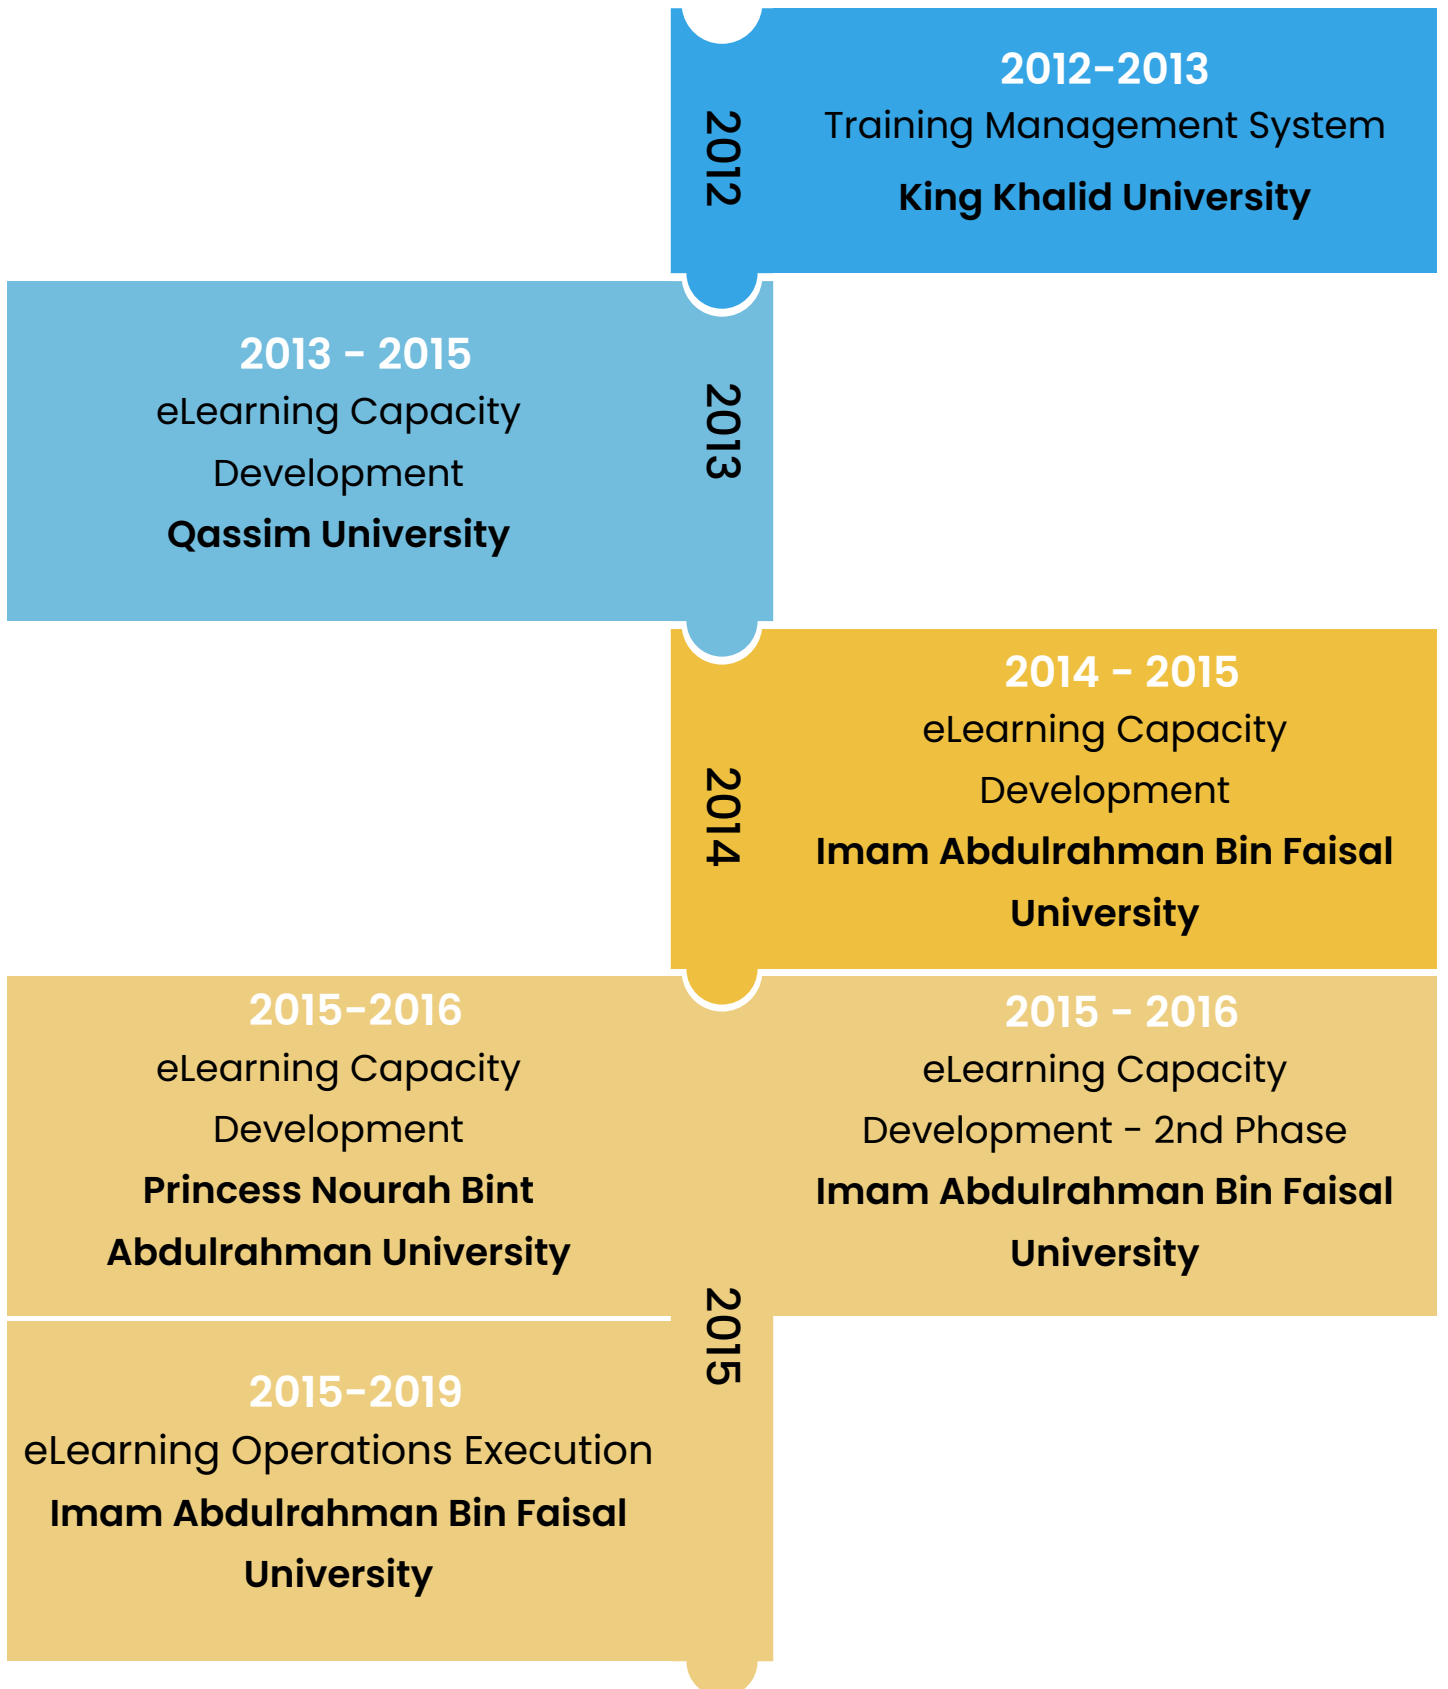 2012
2012-2013
Training Management System
King Khalid University
2013 - 2015
eLearning Capacity
Development
Qassim University
2013
2014
2014 - 2015
eLearning Capacity
Development
Imam Abdulrahman Bin Faisal
University
2015-2016
eLearning Capacity
Development
Princess Nourah Bint
Abdulrahman University
2015 - 2016
eLearning Capacity
Development - 2nd Phase
Imam Abdulrahman Bin Faisal
University
2015
2015-2019
eLearning Operations Execution
Imam Abdulrahman Bin Faisal
University